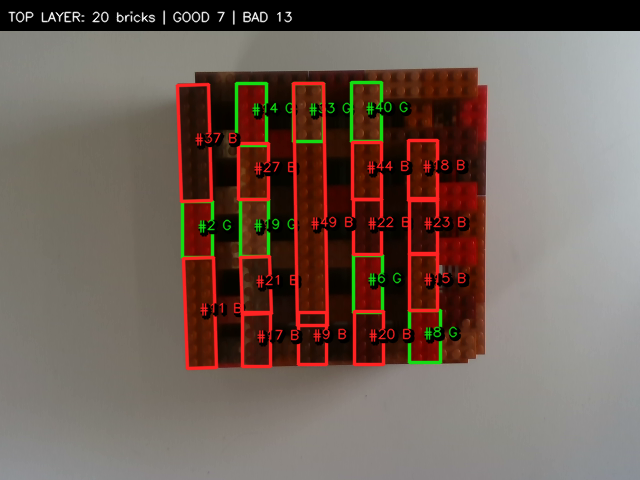 TOP LAYER: 20 bricks | GOOD 7 | BAD 13
#14 G
#33 G
#40 G
#37 B
#27 B
#44 B
#18 B
#2 G
#19 G
#49 B
#22 B
#23 B
#21 B
#6 G
#15 B
#11 B
#17 B
#9 B
#20 B
#8 G